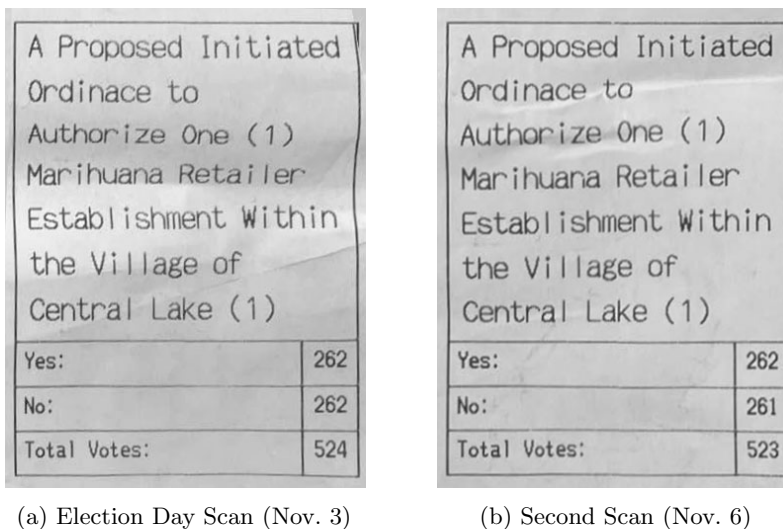 A Proposed Initiated
Ordinace to
Authorize One (1)
Marihuana Retailer
Establishment Within
the Village of
Central Lake (1)
Yes: 262
No: 262
Total Votes: 524
(a) Election Day Scan (Nov. 3)
A Proposed Initiated
Ordinace to
Authorize One (1)
Marihuana Retailer
Establishment Within
the Village of
Central Lake (1)
Yes: 262
No: 261
Total Votes: 523
(b) Second Scan (Nov. 6)